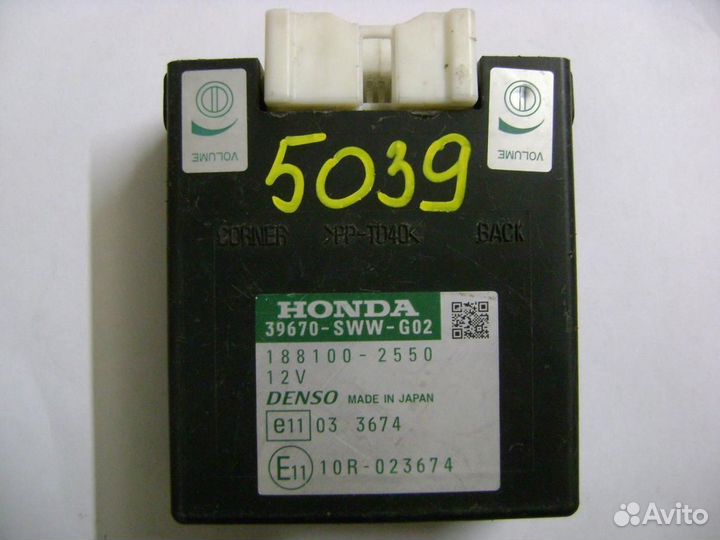 VOLUME
VOLUME
5039
CORNER >PP-TD40< BACK
HONDA
39670-SWW-G02
188100-2550
12V
DENSO MADE IN JAPAN
e11 03 3674
E11 10R-023674
Avito